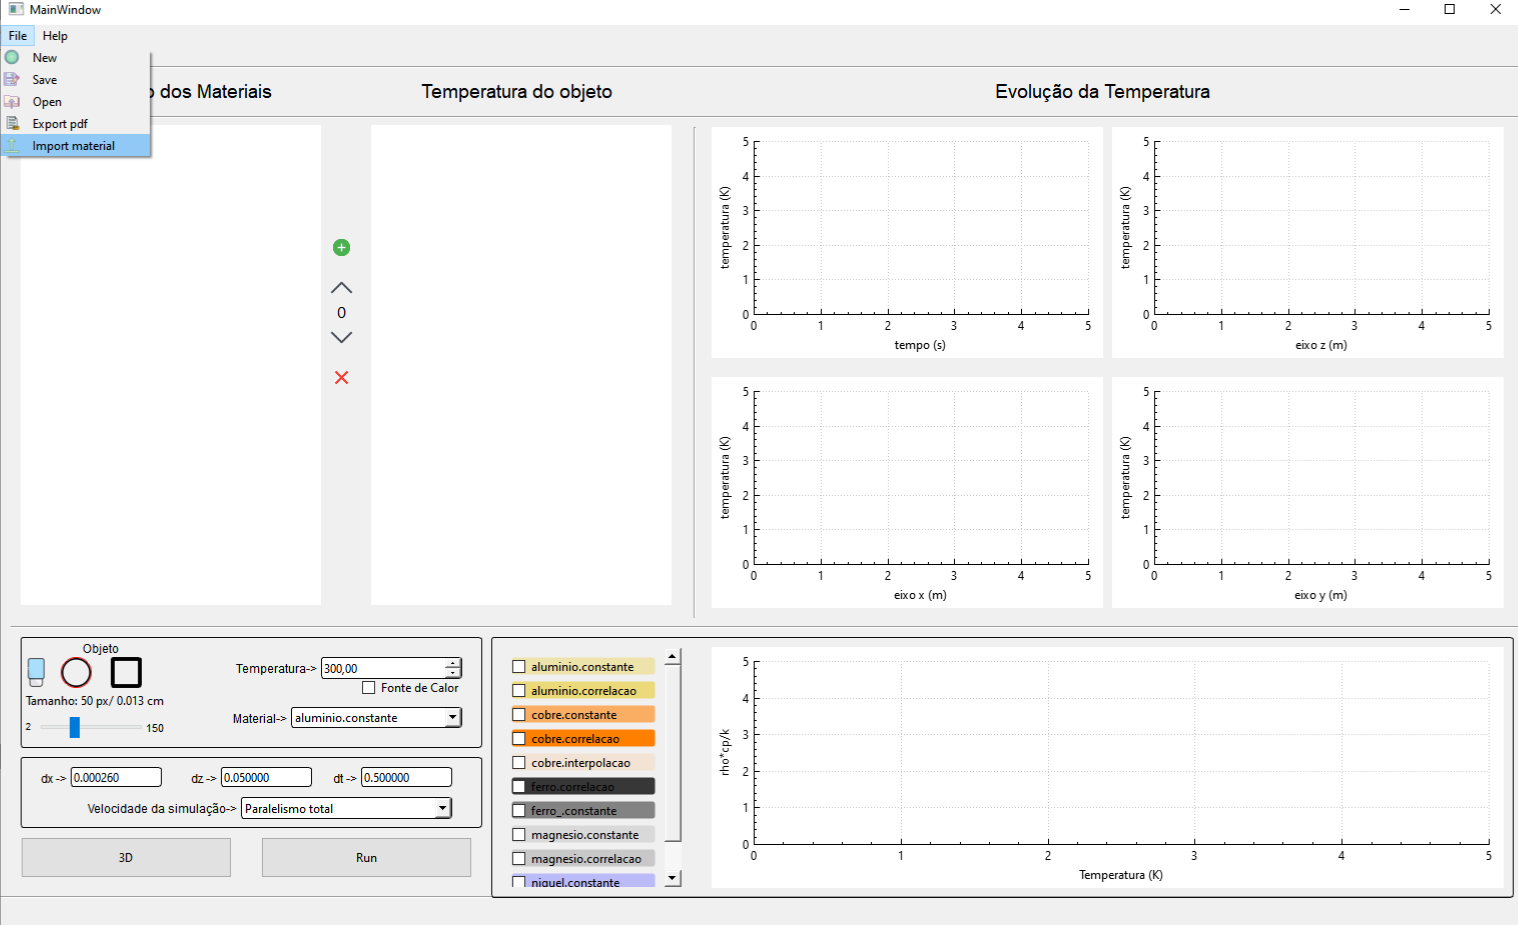 MainWindow
File Help
New
Save
Open
Export pdf
Import material
dos Materiais
Temperatura do objeto
Evolução da Temperatura
0
temperatura (K)
5
4
3
2
1
0
0 1 2 3 4 5
tempo (s)
temperatura (K)
5
4
3
2
1
0
0 1 2 3 4 5
eixo z (m)
temperatura (K)
5
4
3
2
1
0
0 1 2 3 4 5
eixo x (m)
temperatura (K)
5
4
3
2
1
0
0 1 2 3 4 5
eixo y (m)
Objeto
Tamanho: 50 px/ 0.013 cm
2 150
Temperatura-> 300,00
Fonte de Calor
Material-> aluminio.constante
dx -> 0.000260 dz -> 0.050000 dt -> 0.500000
Velocidade da simulação-> Paralelismo total
3D Run
aluminio.constante
aluminio.correlacao
cobre.constante
cobre.correlacao
cobre.interpolacao
ferro.correlacao
ferro_.constante
magnesio.constante
magnesio.correlacao
niquel.constante
rho*cp/k
5
4
3
2
1
0
0 1 2 3 4 5
Temperatura (K)